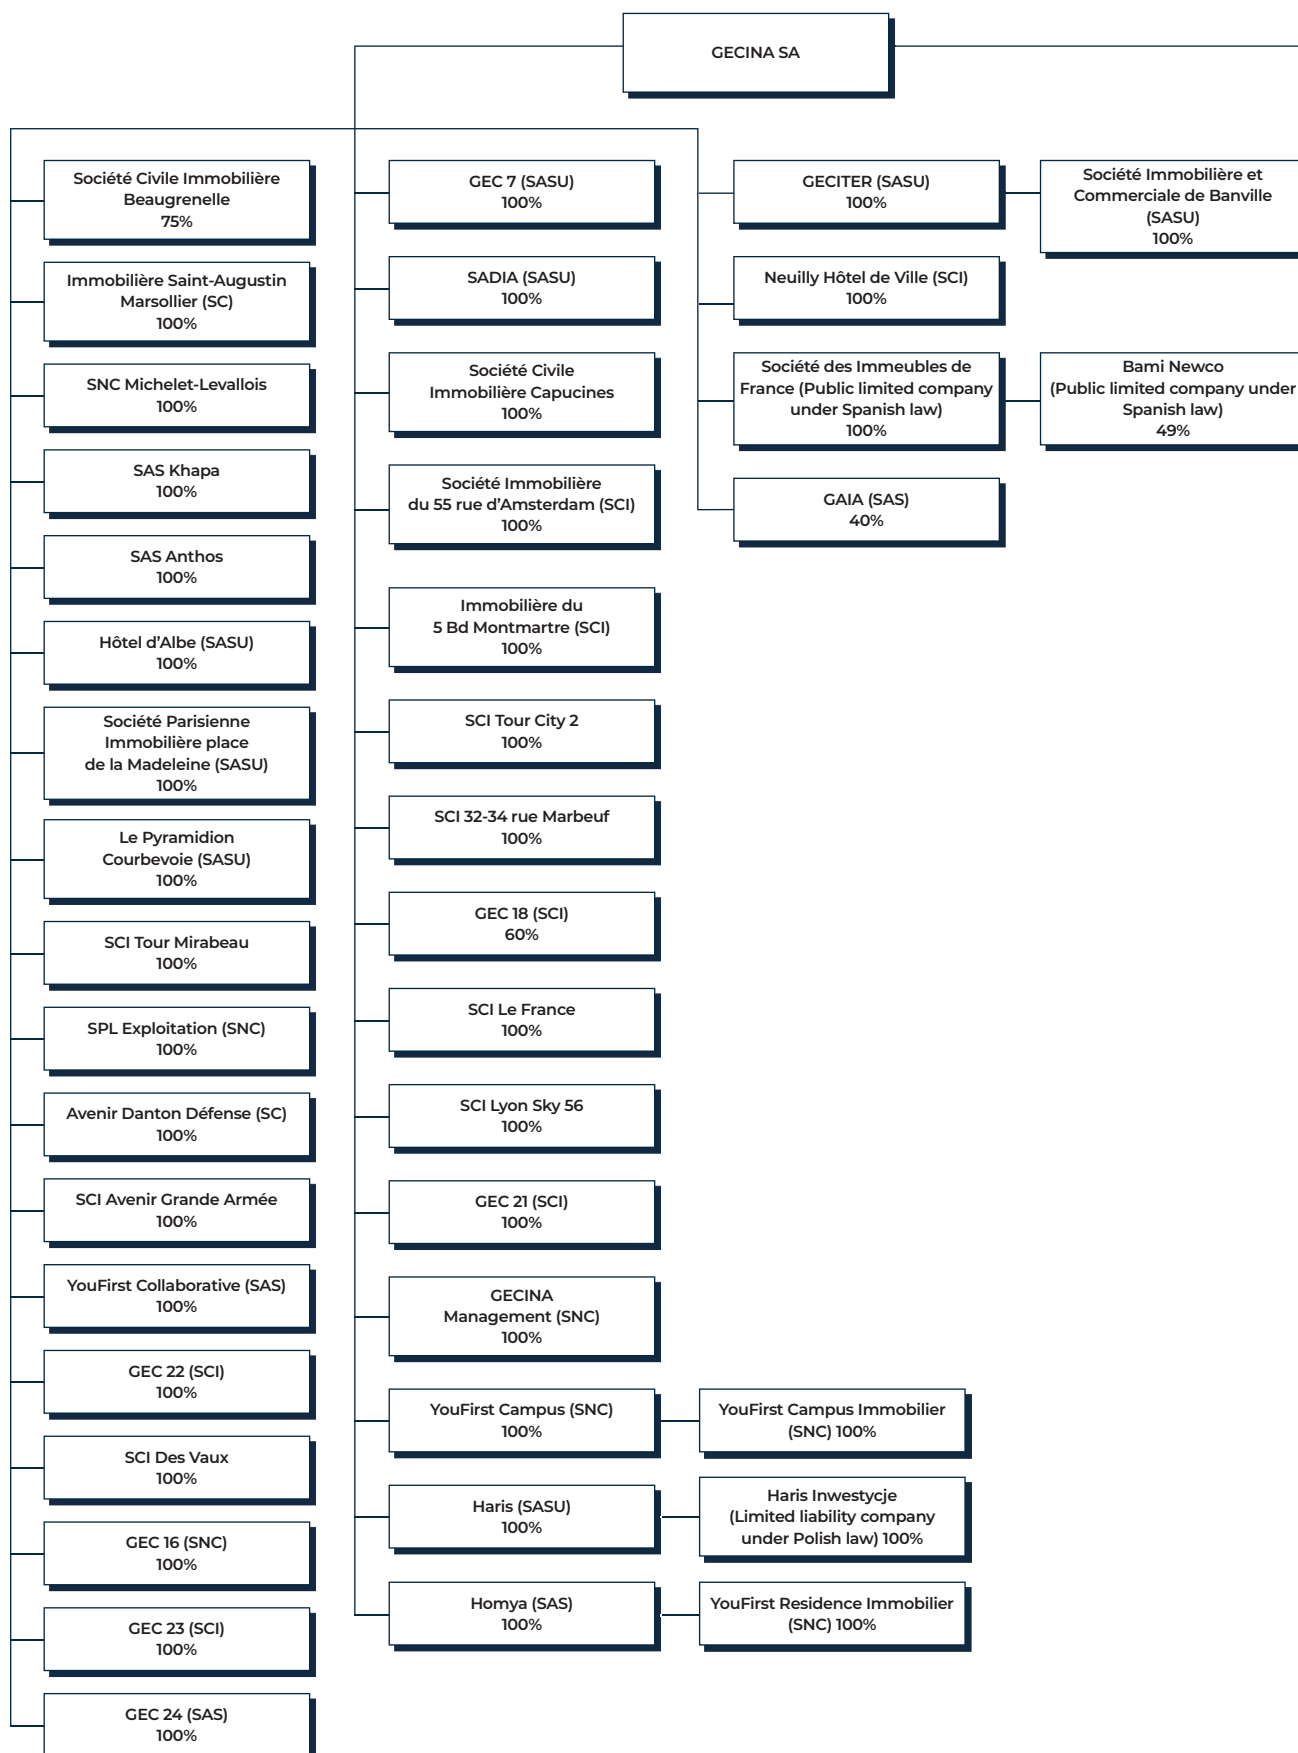 GECINA SA
Société Civile Immobilière
Beaugrenelle
75%
Immobilière Saint-Augustin
Marsollier (SC)
100%
SNC Michelet-Levallois
100%
SAS Khapa
100%
SAS Anthos
100%
Hôtel d’Albe (SASU)
100%
Société Parisienne
Immobilière place
de la Madeleine (SASU)
100%
Le Pyramidion
Courbevoie (SASU)
100%
SCI Tour Mirabeau
100%
SPL Exploitation (SNC)
100%
Avenir Danton Défense (SC)
100%
SCI Avenir Grande Armée
100%
YouFirst Collaborative (SAS)
100%
GEC 22 (SCI)
100%
SCI Des Vaux
100%
GEC 16 (SNC)
100%
GEC 23 (SCI)
100%
GEC 24 (SAS)
100%
GEC 7 (SASU)
100%
SADIA (SASU)
100%
Société Civile
Immobilière Capucines
100%
Société Immobilière
du 55 rue d’Amsterdam (SCI)
100%
Immobilière du
5 Bd Montmartre (SCI)
100%
SCI Tour City 2
100%
SCI 32-34 rue Marbeuf
100%
GEC 18 (SCI)
60%
SCI Le France
100%
SCI Lyon Sky 56
100%
GEC 21 (SCI)
100%
GECINA
Management (SNC)
100%
YouFirst Campus (SNC)
100%
YouFirst Campus Immobilier
(SNC) 100%
Haris (SASU)
100%
Haris Inwestycje
(Limited liability company
under Polish law) 100%
Homya (SAS)
100%
YouFirst Residence Immobilier
(SNC) 100%
GECITER (SASU)
100%
Société Immobilière et
Commerciale de Banville
(SASU)
100%
Neuilly Hôtel de Ville (SCI)
100%
Société des Immeubles de
France (Public limited company
under Spanish law)
100%
Bami Newco
(Public limited company under
Spanish law)
49%
GAIA (SAS)
40%